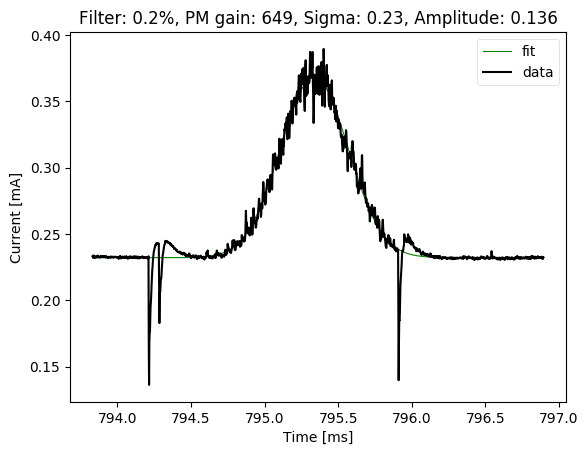 Filter: 0.2%, PM gain: 649, Sigma: 0.23, Amplitude: 0.136
fit
data
0.40
0.35
0.30
0.25
0.20
0.15
Current [mA]
794.0 794.5 795.0 795.5 796.0 796.5 797.0
Time [ms]